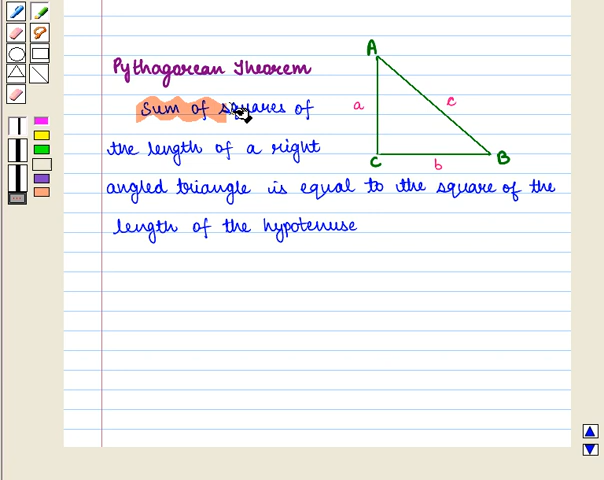 Pythagorean Theorem
Sum of squares of
the length of a right
angled triangle is equal to the square of the
length of the hypotenuse
A
a
c
C
b
B